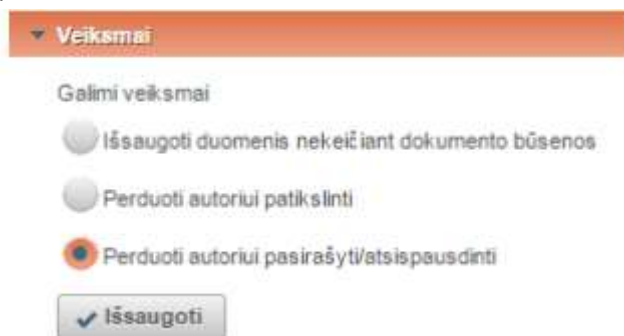 Veiksmai
Galimi veiksmai
Išsaugoti duomenis nekeičiant dokumento būsenos
Perduoti autoriui patikslinti
Perduoti autoriui pasirašyti/atsispausdinti
Išsaugoti